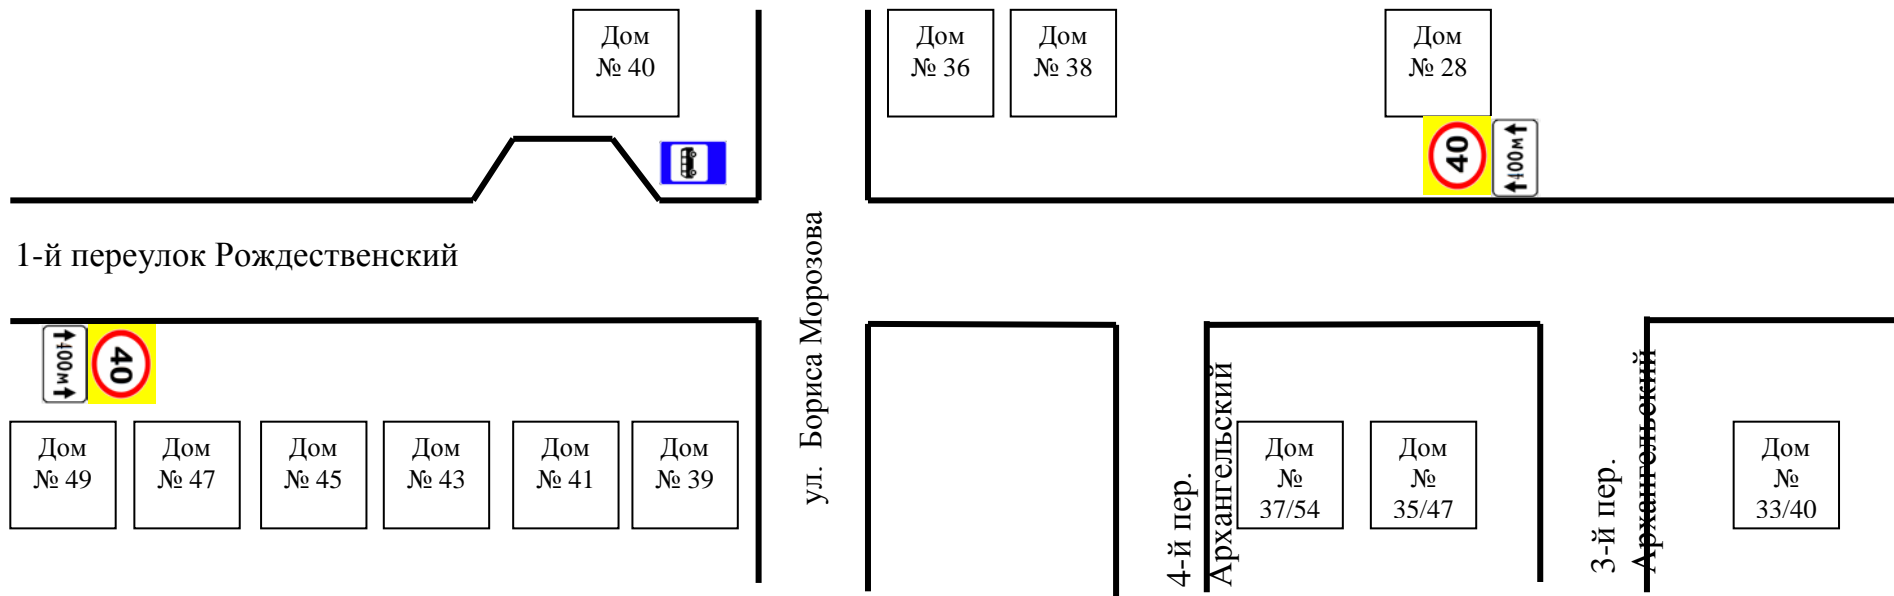 Дом
№ 40
Дом
№ 36
Дом
№ 38
Дом
№ 28
40
400м
1-й переулок Рождественский
ул. Бориса Морозова
400м
40
Дом
№ 49
Дом
№ 47
Дом
№ 45
Дом
№ 43
Дом
№ 41
Дом
№ 39
4-й пер.
Архангельский
Дом
№
37/54
Дом
№
35/47
3-й пер.
Архангельский
Дом
№
33/40